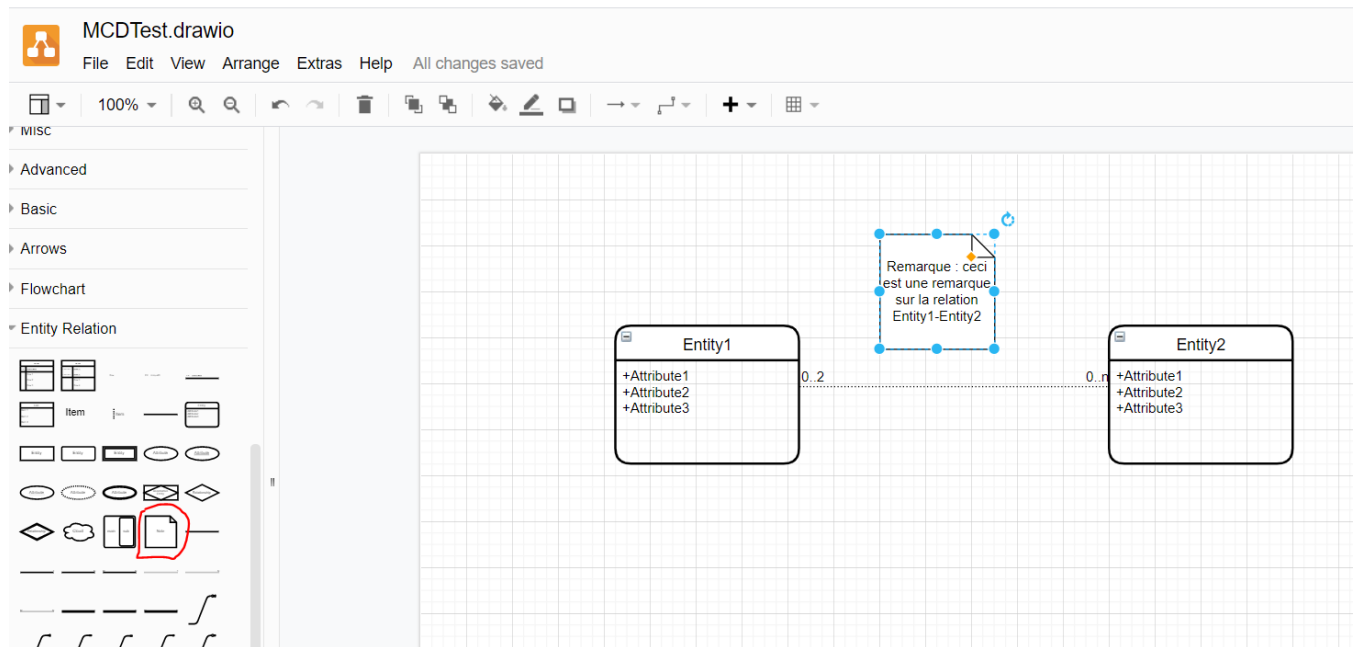 MCDTest.drawio
File Edit View Arrange Extras Help All changes saved
100%
Misc
Advanced
Basic
Arrows
Flowchart
Entity Relation
Item
Remarque : ceci
est une remarque
sur la relation
Entity1-Entity2
Entity1
+Attribute1
+Attribute2
+Attribute3
0..2
0..n
Entity2
+Attribute1
+Attribute2
+Attribute3